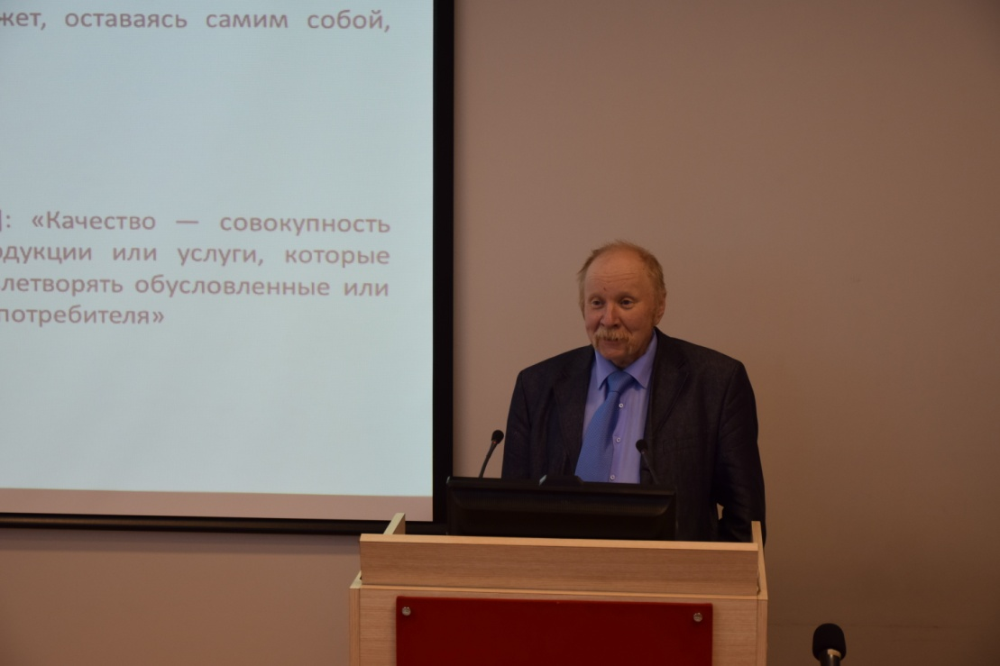 жет, оставаясь самим собой,
]: «Качество — совокупность
одукции или услуги, которые
летворять обусловленные или
потребителя»